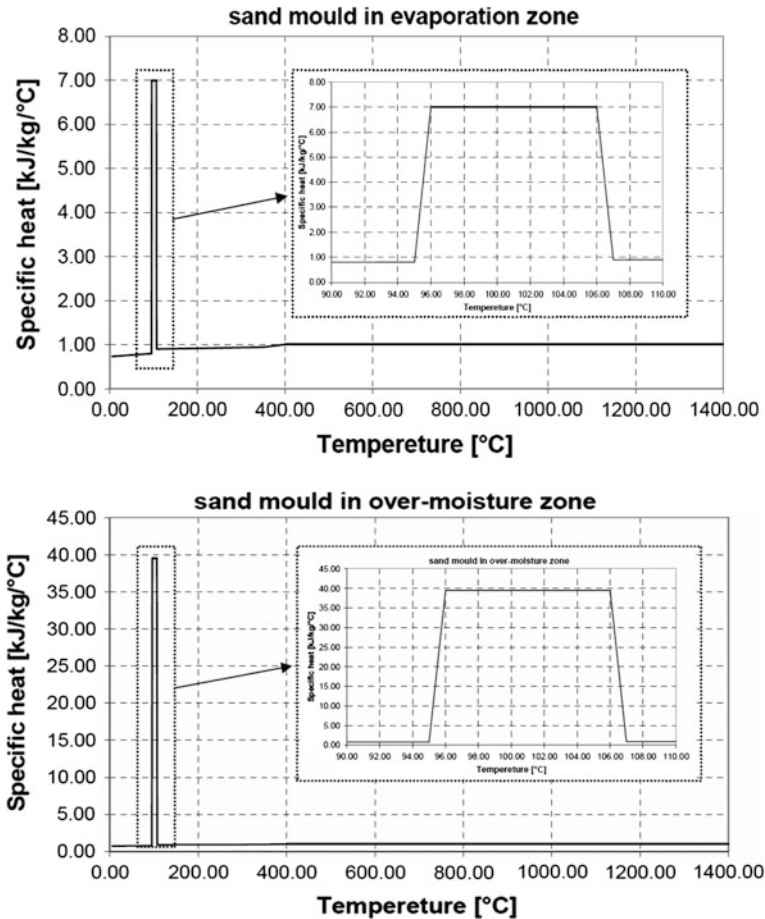 sand mould in evaporation zone
8.00
7.00
6.00
5.00
4.00
3.00
2.00
1.00
0.00
Specific heat [kJ/kg/°C]
0.00 200.00 400.00 600.00 800.00 1000.00 1200.00 1400.00
Tempereture [°C]
8.00
7.00
6.00
5.00
4.00
3.00
2.00
1.00
0.00
Specific heat [kJ/kg/°C]
90.00 92.00 94.00 96.00 98.00 100.00 102.00 104.00 106.00 108.00 110.00
Tempereture [°C]
sand mould in over-moisture zone
45.00
40.00
35.00
30.00
25.00
20.00
15.00
10.00
5.00
0.00
Specific heat [kJ/kg/°C]
0.00 200.00 400.00 600.00 800.00 1000.00 1200.00 1400.00
Tempereture [°C]
sand mould in over-moisture zone
45.00
40.00
35.00
30.00
25.00
20.00
15.00
10.00
5.00
0.00
Specific heat [kJ/kg/°C]
90.00 92.00 94.00 96.00 98.00 100.00 102.00 104.00 106.00 108.00 110.00
Tempereture [°C]